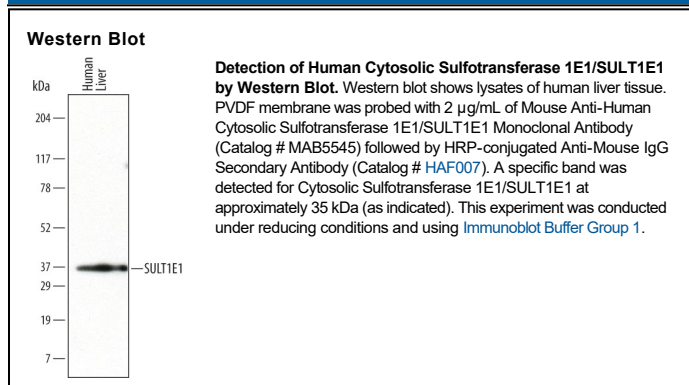 Western Blot
Human
Liver
kDa
204
117
78
52
37
29
19
7
SULT1E1
Detection of Human Cytosolic Sulfotransferase 1E1/SULT1E1
by Western Blot. Western blot shows lysates of human liver tissue.
PVDF membrane was probed with 2 µg/mL of Mouse Anti-Human
Cytosolic Sulfotransferase 1E1/SULT1E1 Monoclonal Antibody
(Catalog # MAB5545) followed by HRP-conjugated Anti-Mouse IgG
Secondary Antibody (Catalog # HAF007). A specific band was
detected for Cytosolic Sulfotransferase 1E1/SULT1E1 at
approximately 35 kDa (as indicated). This experiment was conducted
under reducing conditions and using Immunoblot Buffer Group 1.